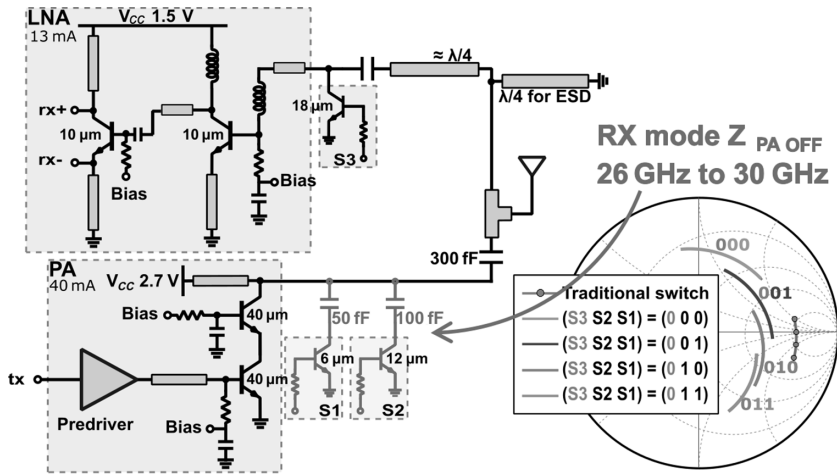 LNA
13 mA
VCC 1.5 V
rx+
rx-
10 μm
Bias
10 μm
Bias
18 μm
S3
≈ λ/4
λ/4 for ESD
RX mode Z PA OFF
26 GHz to 30 GHz
300 fF
PA
40 mA
VCC 2.7 V
Bias
40 μm
40 μm
tx
Predriver
Bias
50 fF
100 fF
6 μm
12 μm
S1
S2
Traditional switch
(S3 S2 S1) = (0 0 0)
(S3 S2 S1) = (0 0 1)
(S3 S2 S1) = (0 1 0)
(S3 S2 S1) = (0 1 1)
000
001
010
011